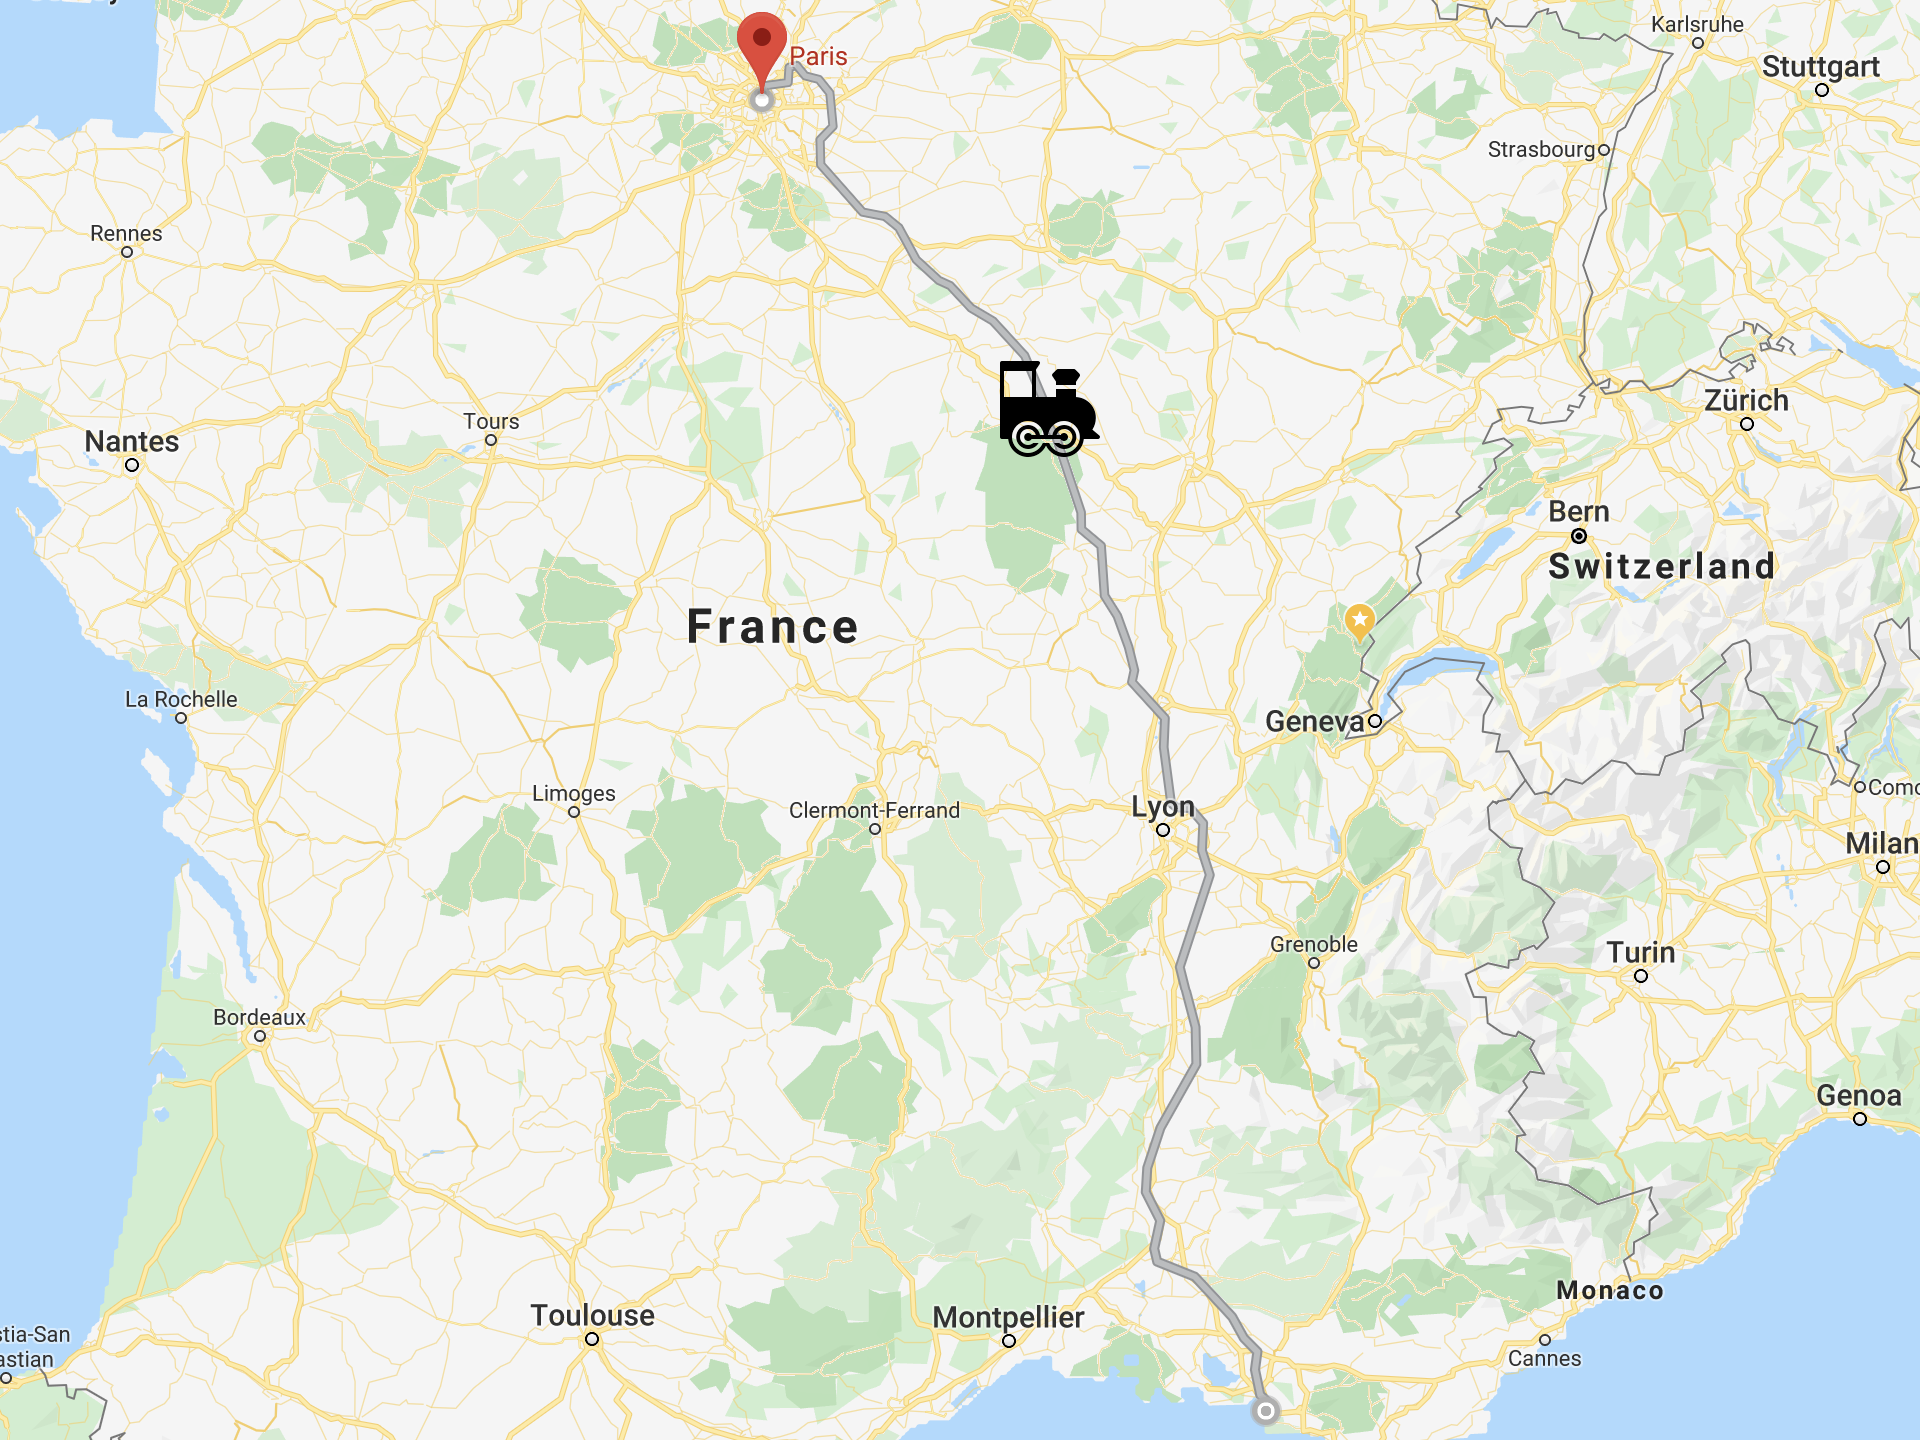 Karlsruhe
Paris
Stuttgart
Strasbourg
Rennes
Zürich
Tours
Nantes
Bern
Switzerland
France
La Rochelle
Geneva
Como
Limoges
Clermont-Ferrand
Lyon
Milan
Grenoble
Turin
Bordeaux
Genoa
Monaco
Toulouse
Montpellier
stia-San
astian
Cannes